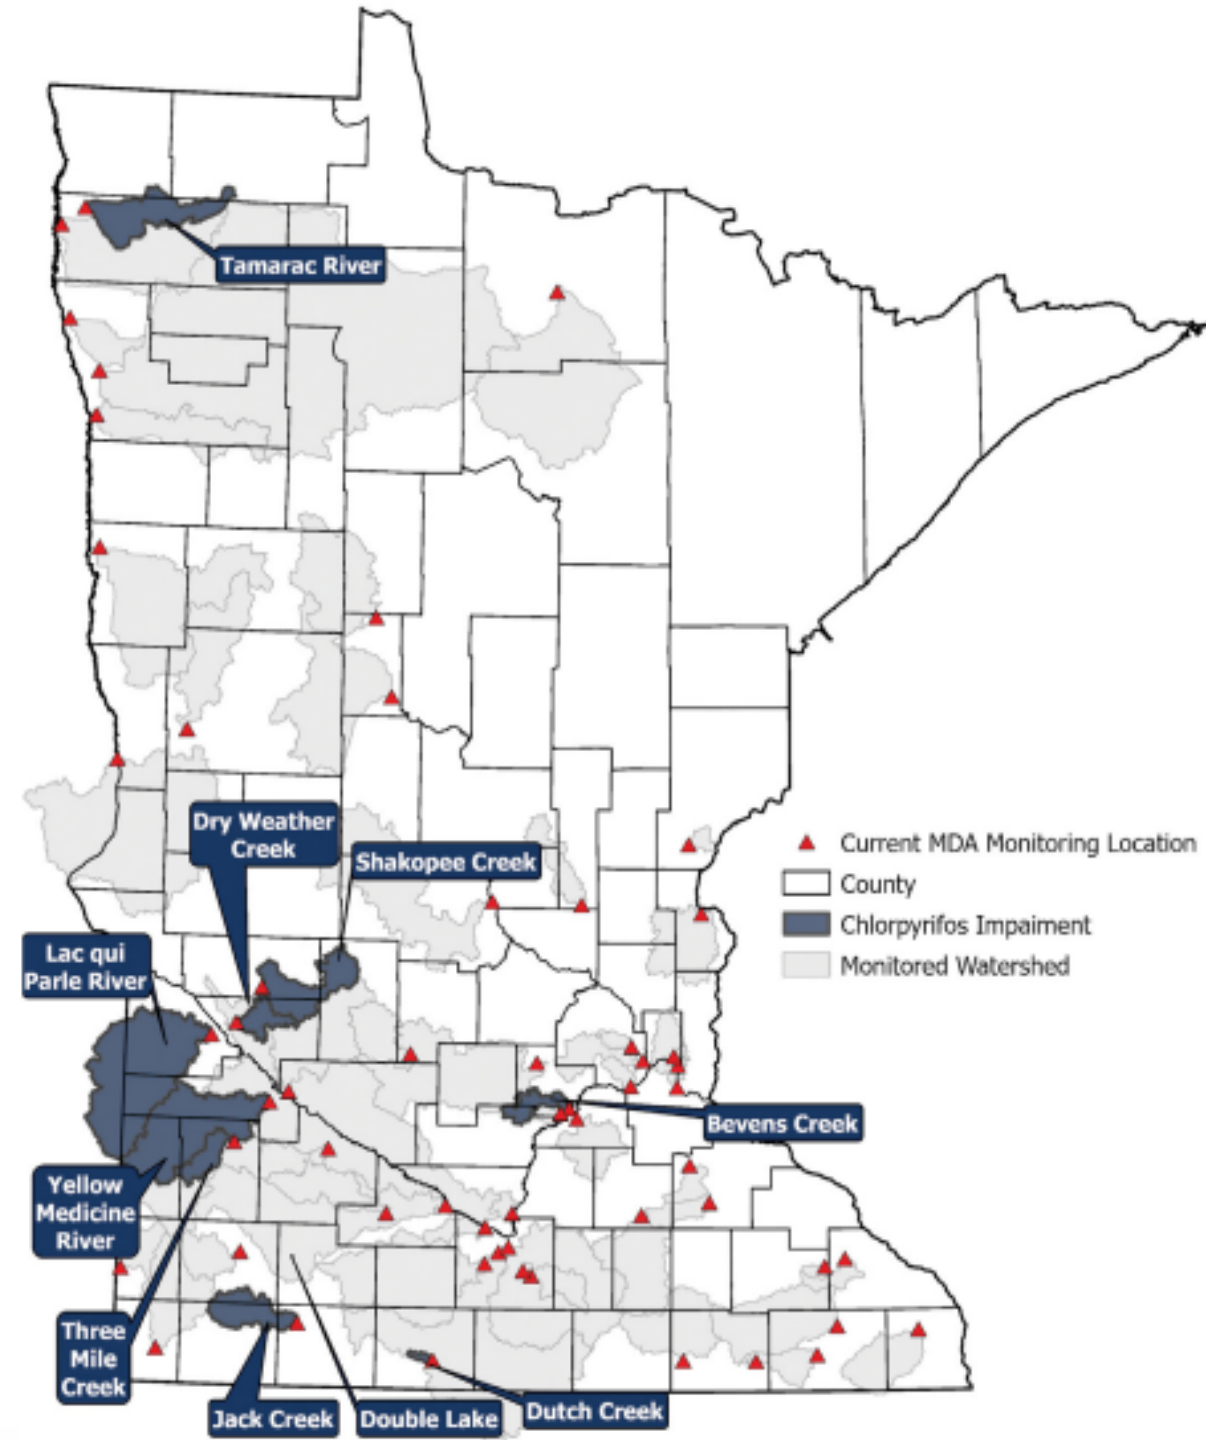 Tamarac River
Dry Weather
Creek
Shakopee Creek
Current MDA Monitoring Location
County
Chlorpyrifos Impaiment
Monitored Watershed
Lac qui
Parle River
Bevens Creek
Yellow
Medicine
River
Three
Mile
Creek
Jack Creek
Double Lake
Dutch Creek